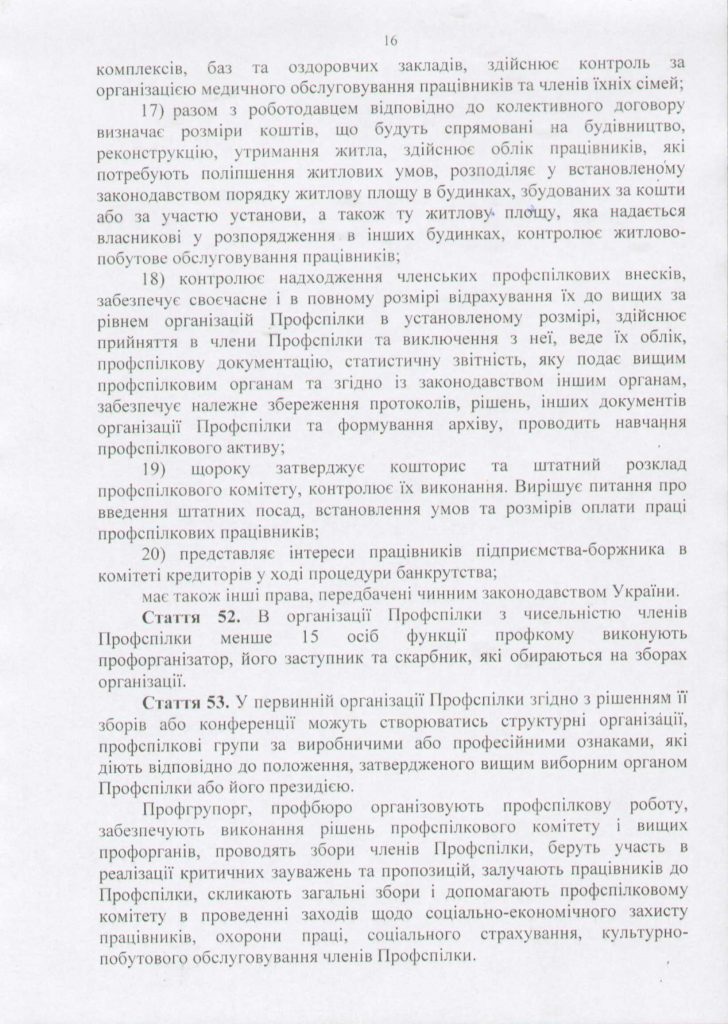 16
комплексів, баз та оздоровчих закладів, здійснює контроль за
організацією медичного обслуговування працівників та членів їхніх сімей;
17) разом з роботодавцем відповідно до колективного договору
визначає розміри коштів, що будуть спрямовані на будівництво,
реконструкцію, утримання житла, здійснює облік працівників, які
потребують поліпшення житлових умов, розподіляє у встановленому
законодавством порядку житлову площу в будинках, збудованих за кошти
або за участю установи, а також ту житлову площу, яка надається
власникові у розпорядження в інших будинках, контролює житлово-
побутове обслуговування працівників;
18) контролює надходження членських профспілкових внесків,
забезпечує своєчасне і в повному розмірі відрахування їх до вищих за
рівнем організацій Профспілки в установленому розмірі, здійснює
прийняття в члени Профспілки та виключення з неї, веде їх облік,
профспілкову документацію, статистичну звітність, яку подає вищим
профспілковим органам та згідно із законодавством іншим органам,
забезпечує належне збереження протоколів, рішень, інших документів
організації Профспілки та формування архіву, проводить навчання
профспілкового активу;
19) щороку затверджує кошторис та штатний розклад
профспілкового комітету, контролює їх виконання. Вирішує питання про
введення штатних посад, встановлення умов та розмірів оплати праці
профспілкових працівників;
20) представляє інтереси працівників підприємства-боржника в
комітеті кредиторів у ході процедури банкрутства;
має також інші права, передбачені чинним законодавством України.
Стаття 52. В організації Профспілки з чисельністю членів
Профспілки менше 15 осіб функції профкому виконують
профорганізатор, його заступник та скарбник, які обираються на зборах
організації.
Стаття 53. У первинній організації Профспілки згідно з рішенням її
зборів або конференції можуть створюватись структурні організації,
профспілкові групи за виробничими або професійними ознаками, які
діють відповідно до положення, затвердженого вищим виборним органом
Профспілки або його президією.
Профгрупорг, профбюро організовують профспілкову роботу,
забезпечують виконання рішень профспілкового комітету і вищих
профорганів, проводять збори членів Профспілки, беруть участь в
реалізації критичних зауважень та пропозицій, залучають працівників до
Профспілки, скликають загальні збори і допомагають профспілковому
комітету в проведенні заходів щодо соціально-економічного захисту
працівників, охорони праці, соціального страхування, культурно-
побутового обслуговування членів Профспілки.